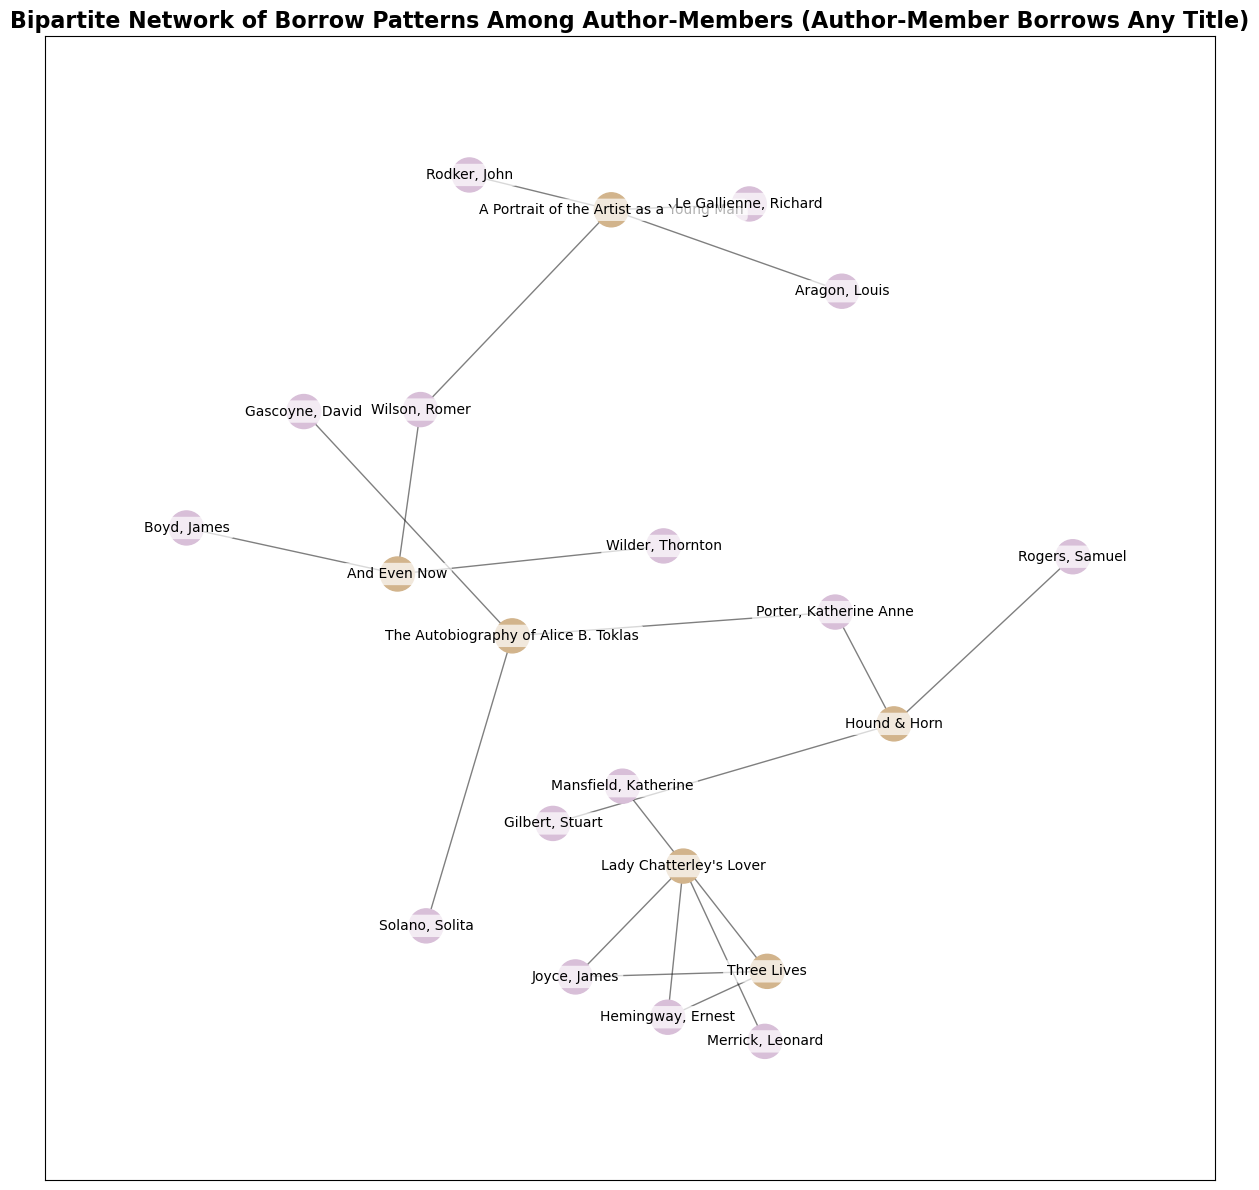 Bipartite Network of Borrow Patterns Among Author-Members (Author-Member Borrows Any Title)
Rodker, John
Le Gallienne, Richard
A Portrait of the Artist as a Young Man
Aragon, Louis
Gascoyne, David
Wilson, Romer
Boyd, James
Wilder, Thornton
Rogers, Samuel
And Even Now
Porter, Katherine Anne
The Autobiography of Alice B. Toklas
Hound & Horn
Mansfield, Katherine
Gilbert, Stuart
Lady Chatterley's Lover
Solano, Solita
Three Lives
Joyce, James
Hemingway, Ernest
Merrick, Leonard